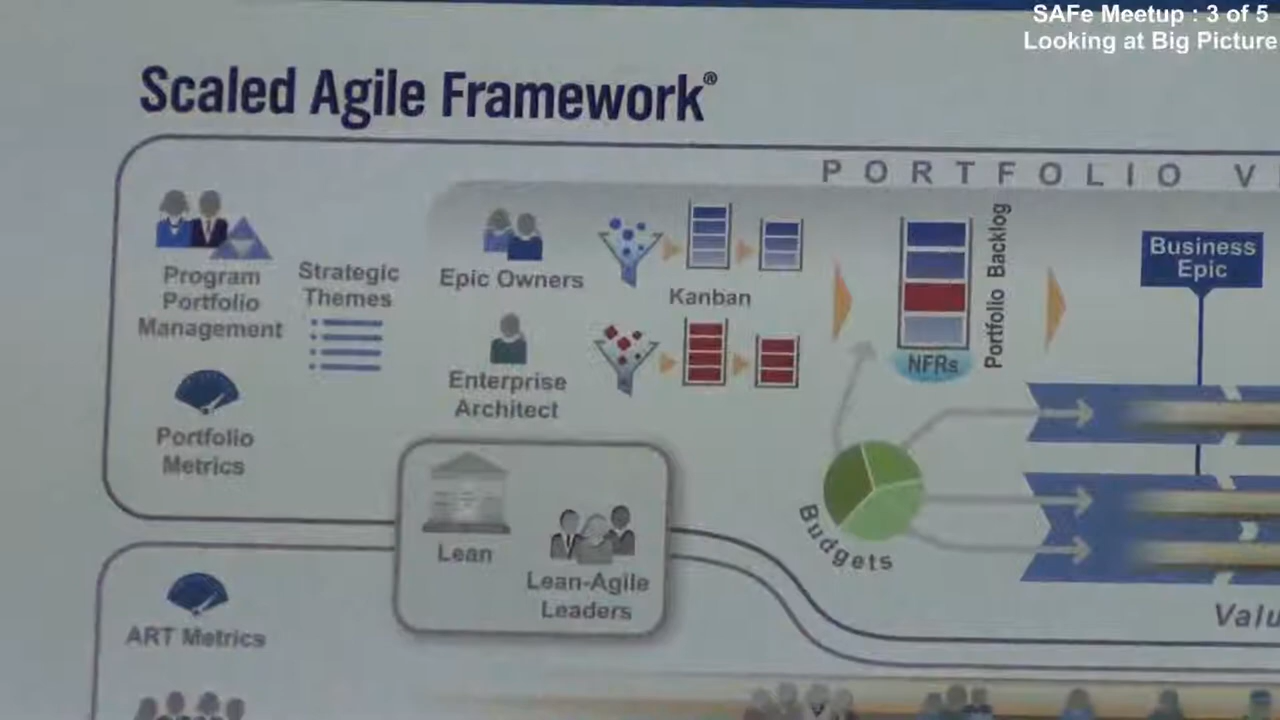 SAFe Meetup : 3 of 5
Looking at Big Picture
Scaled Agile Framework®
PORTFOLIO V
Program
Portfolio
Management
Strategic
Themes
Epic Owners
Kanban
Portfolio Backlog
NFRs
Business
Epic
Enterprise
Architect
Portfolio
Metrics
Budgets
Lean
Lean-Agile
Leaders
Valu
ART Metrics